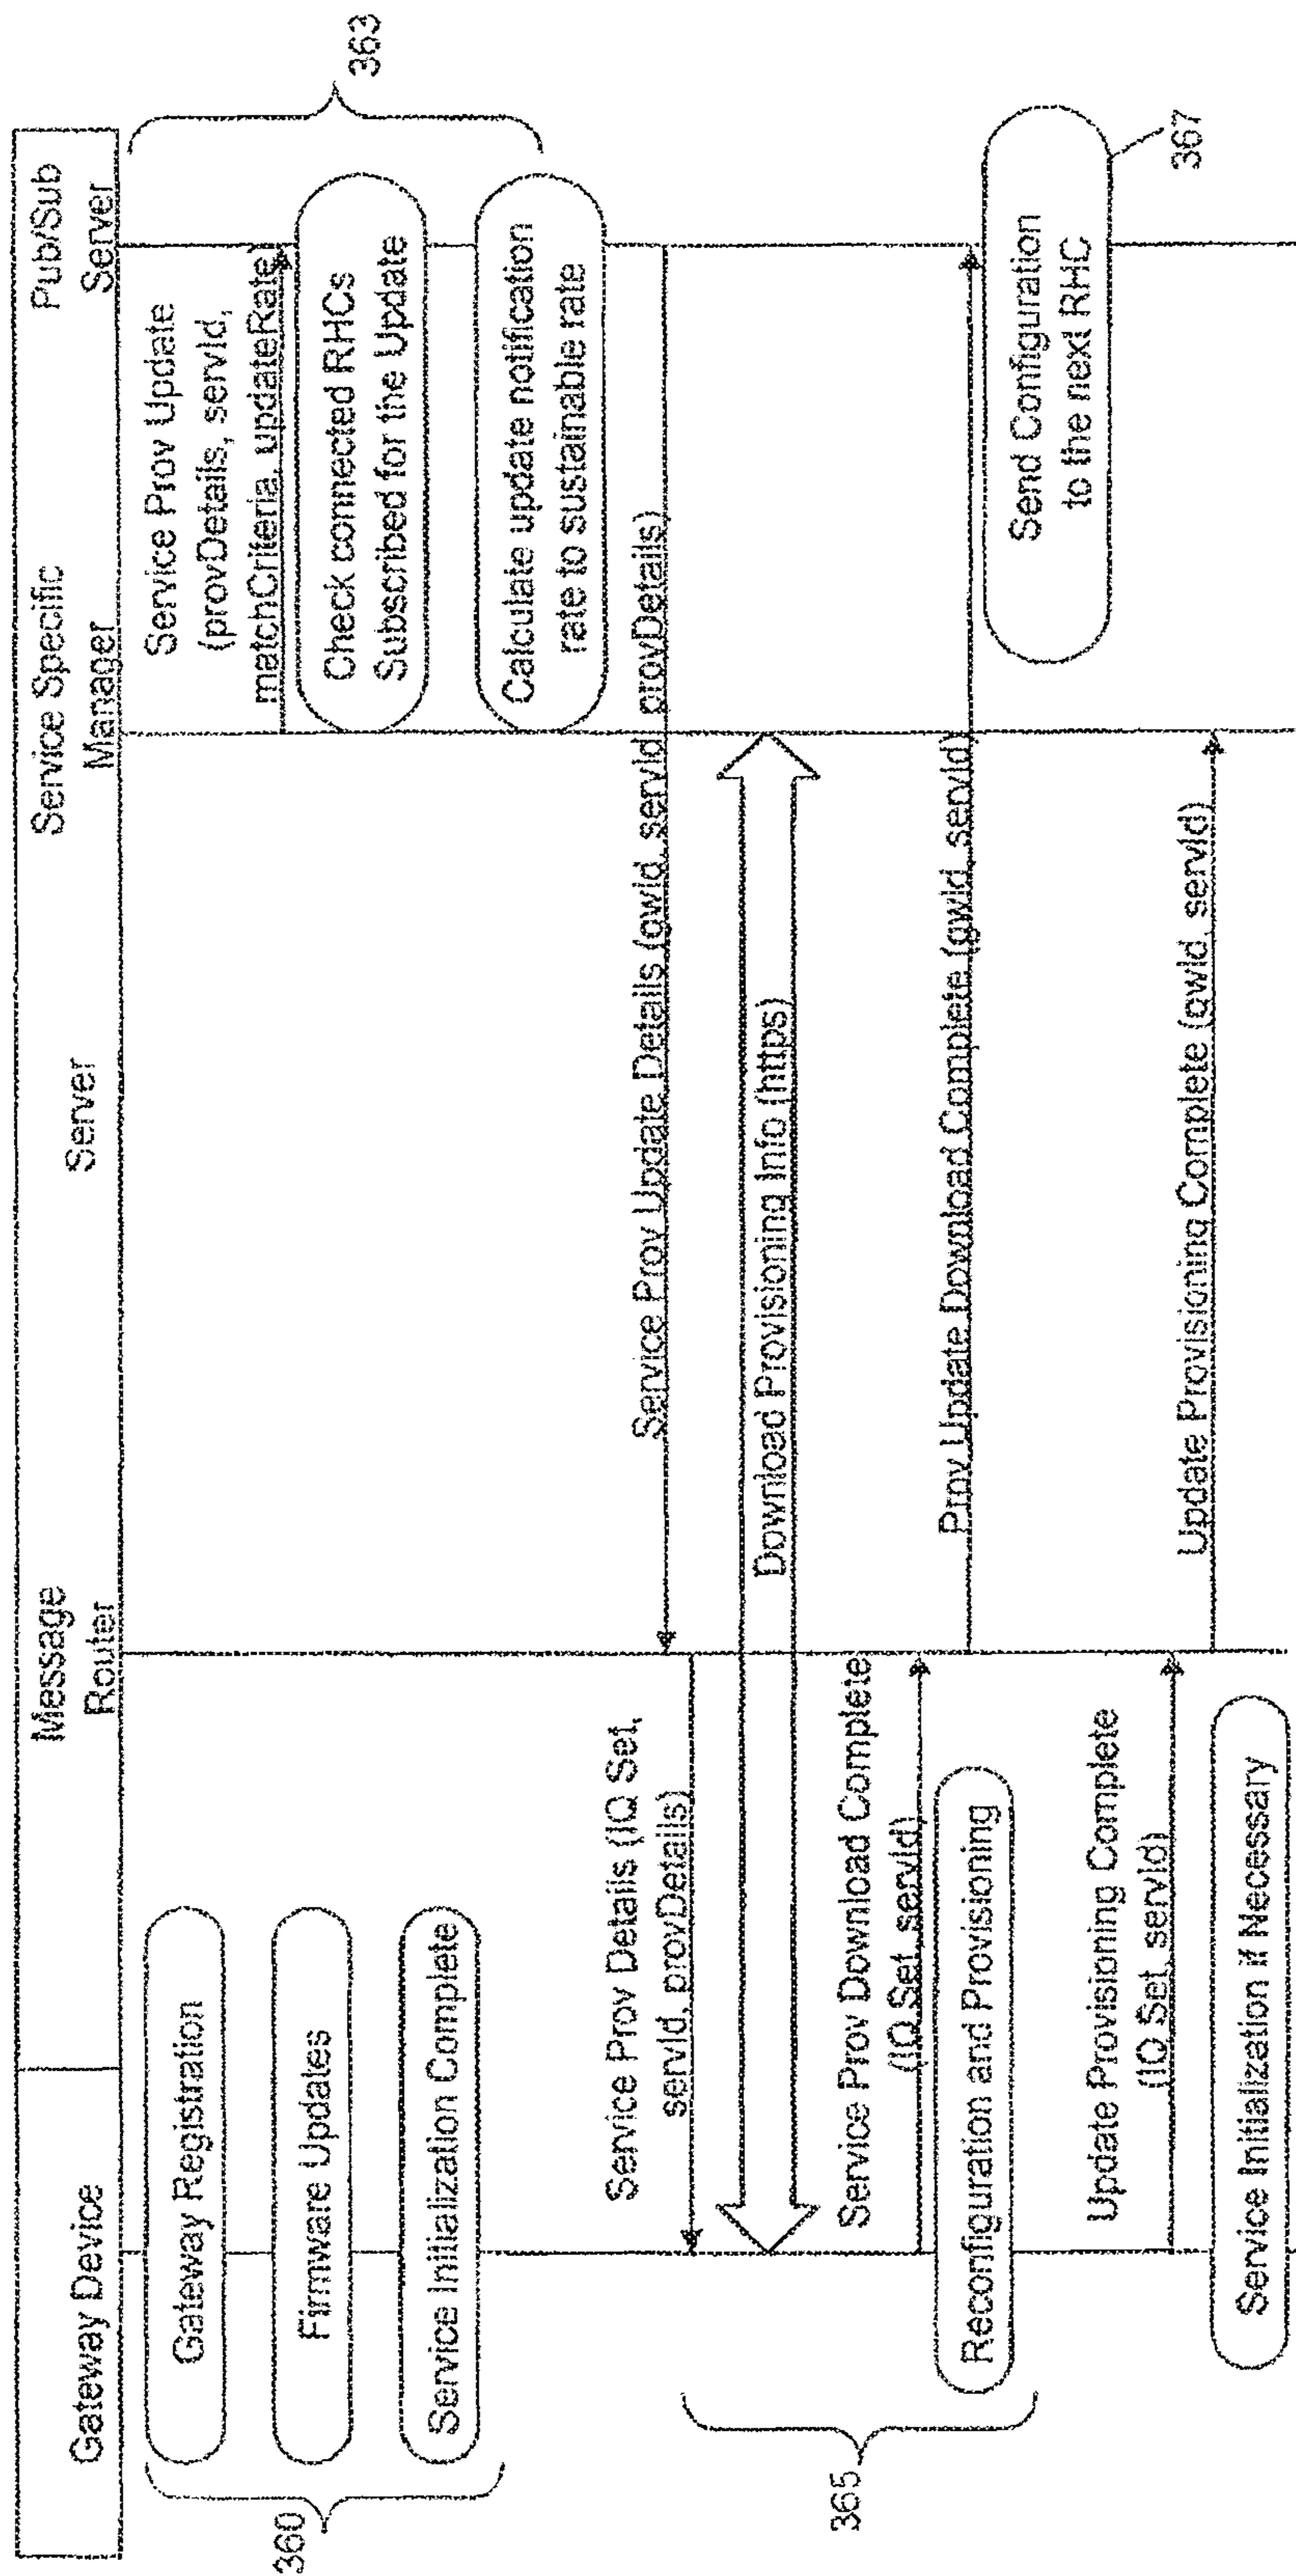 Gateway Device
Message
Router
Server
Service Specific
Manager
Pub/Sub
Server
360
Gateway Registration
Firmware Updates
Service Initialization Complete
Service Prov Update
(provDetails, servId,
matchCriteria, updateRate
Check connected RHCs
Subscribed for the Update
Calculate update notification
rate to sustainable rate
363
Service Prov Update Details (gwId, servId, provDetails)
Service Prov Details (IQ Set,
servId, provDetails)
Download Provisioning Info (https)
365
Service Prov Download Complete
(IQ Set, servId)
Reconfiguration and Provisioning
Prov Update Download Complete (gwId, servId)
Send Configuration
to the next RHC
367
Update Provisioning Complete
(IQ Set, servId)
Update Provisioning Complete (gwId, servId)
Service Initialization if Necessary